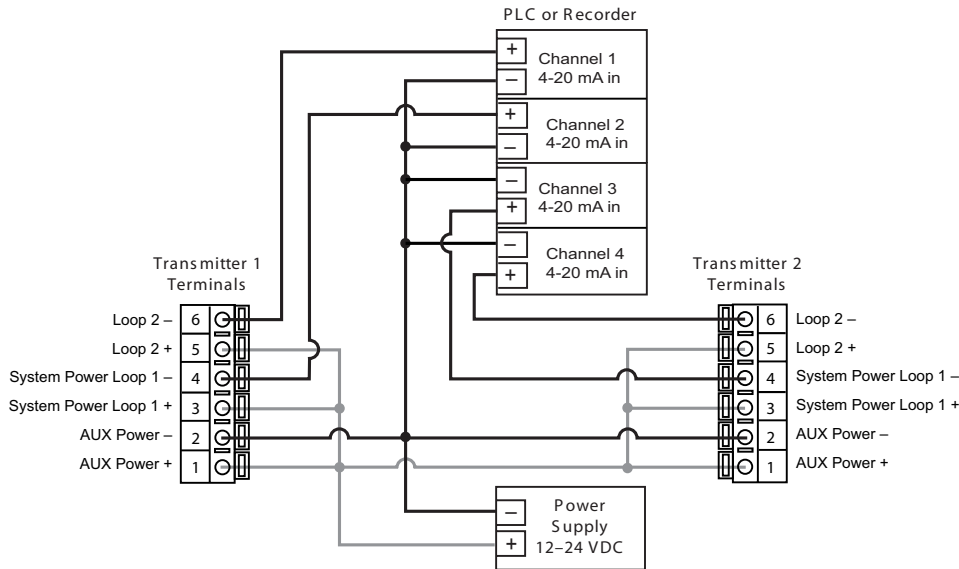 PLC or Recorder
+
Channel 1
4-20 mA in
–
+
Channel 2
4-20 mA in
–
–
Channel 3
4-20 mA in
+
–
Channel 4
4-20 mA in
+
Transmitter 1
Terminals
Loop 2 – 6
Loop 2 + 5
System Power Loop 1 – 4
System Power Loop 1 + 3
AUX Power – 2
AUX Power + 1
Transmitter 2
Terminals
6 Loop 2 –
5 Loop 2 +
4 System Power Loop 1 –
3 System Power Loop 1 +
2 AUX Power –
1 AUX Power +
–
+
Power
Supply
12–24 VDC